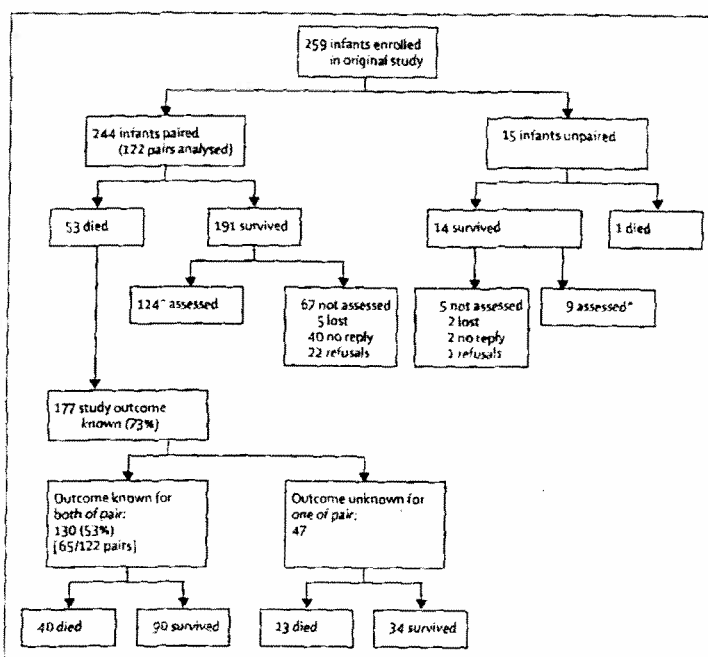 259 infants enrolled
in original study
244 infants paired
(122 pairs analysed)
15 infants unpaired
53 died
191 survived
14 survived
1 died
124* assessed
67 not assessed
5 lost
40 no reply
22 refusals
5 not assessed
2 lost
2 no reply
1 refusals
9 assessed*
177 study outcome
known (73%)
Outcome known for
both of pair:
130 (53%)
[65/122 pairs]
Outcome unknown for
one of pair:
47
40 died
90 survived
13 died
34 survived